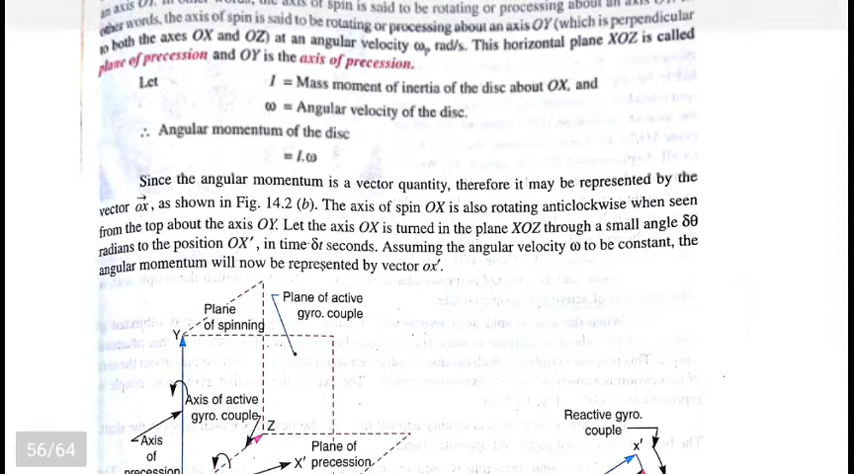 an axis OY. In other words, the axis of spin is said to be rotating or processing about an axis OY. In
other words, the axis of spin is said to be rotating or processing about an axis OY (which is perpendicular
to both the axes OX and OZ) at an angular velocity ωp rad/s. This horizontal plane XOZ is called
plane of precession and OY is the axis of precession.
Let I = Mass moment of inertia of the disc about OX, and
ω = Angular velocity of the disc.
∴ Angular momentum of the disc
= I.ω
Since the angular momentum is a vector quantity, therefore it may be represented by the
vector ox→, as shown in Fig. 14.2 (b). The axis of spin OX is also rotating anticlockwise when seen
from the top about the axis OY. Let the axis OX is turned in the plane XOZ through a small angle δθ
radians to the position OX′, in time δt seconds. Assuming the angular velocity ω to be constant, the
angular momentum will now be represented by vector ox′.
Plane
of spinning
Plane of active
gyro. couple
Y
Axis of active
gyro. couple
Z
Axis
of
precession
Plane of
X′ precession
Reactive gyro.
couple
x′
56/64